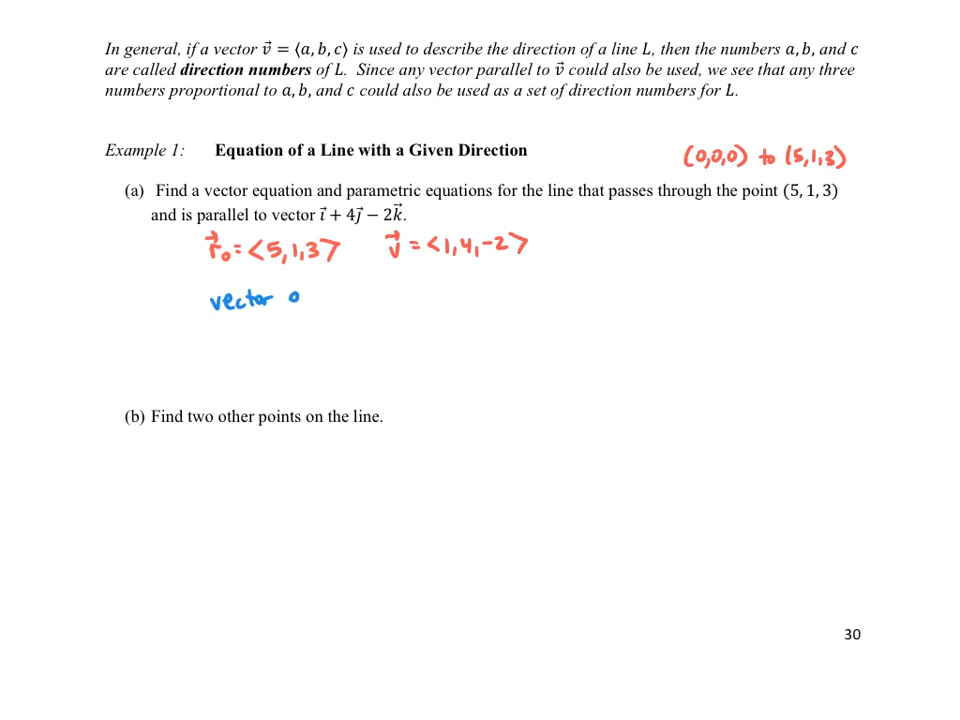 In general, if a vector v⃗ = ⟨a, b, c⟩ is used to describe the direction of a line L, then the numbers a, b, and c
are called direction numbers of L. Since any vector parallel to v⃗ could also be used, we see that any three
numbers proportional to a, b, and c could also be used as a set of direction numbers for L.
Example 1: Equation of a Line with a Given Direction
(0,0,0) to (5,1,3)
(a) Find a vector equation and parametric equations for the line that passes through the point (5, 1, 3)
and is parallel to vector i⃗ + 4j⃗ − 2k⃗.
r⃗₀ = <5,1,3> v⃗ = <1,4,-2>
vector o
(b) Find two other points on the line.
30